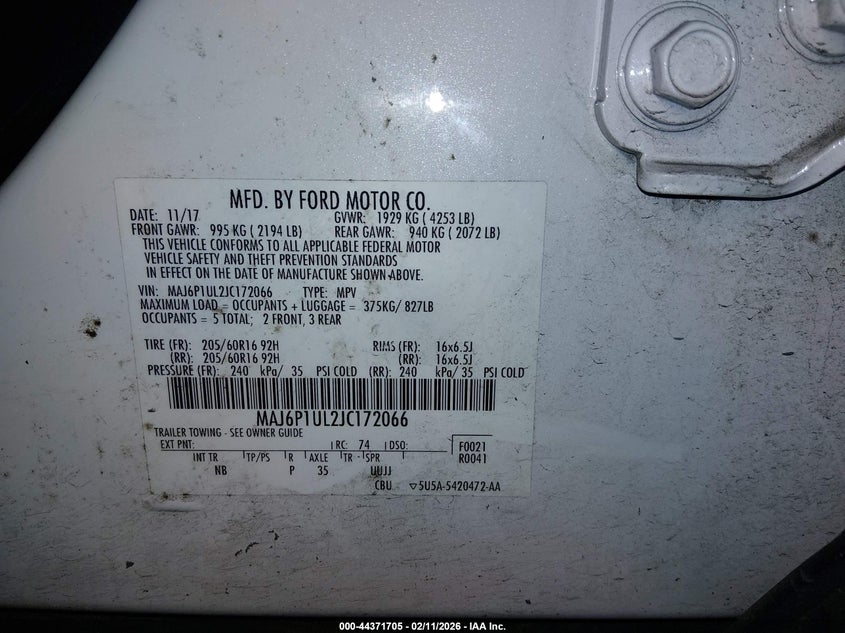 MFD. BY FORD MOTOR CO.
DATE: 11/17 GVWR: 1929 KG ( 4253 LB)
FRONT GAWR: 995 KG ( 2194 LB) REAR GAWR: 940 KG ( 2072 LB)
THIS VEHICLE CONFORMS TO ALL APPLICABLE FEDERAL MOTOR
VEHICLE SAFETY AND THEFT PREVENTION STANDARDS
IN EFFECT ON THE DATE OF MANUFACTURE SHOWN ABOVE.
VIN: MAJ6P1UL2JC172066 TYPE: MPV
MAXIMUM LOAD = OCCUPANTS + LUGGAGE = 375KG/ 827LB
OCCUPANTS = 5 TOTAL; 2 FRONT, 3 REAR
TIRE (FR): 205/60R16 92H RIMS (FR): 16x6.5J
(RR): 205/60R16 92H (RR): 16x6.5J
PRESSURE (FR): 240 kPa/ 35 PSI COLD (RR): 240 kPa/ 35 PSI COLD
MAJ6P1UL2JC172066
TRAILER TOWING - SEE OWNER GUIDE
EXT PNT: RC: 74 DSO: F0021
INT TR TP/PS R AXLE TR SPR R0041
NB P 35 UUJJ
CBU ▽5U5A-5420472-AA
000-44371705 - 02/11/2026 - IAA Inc.